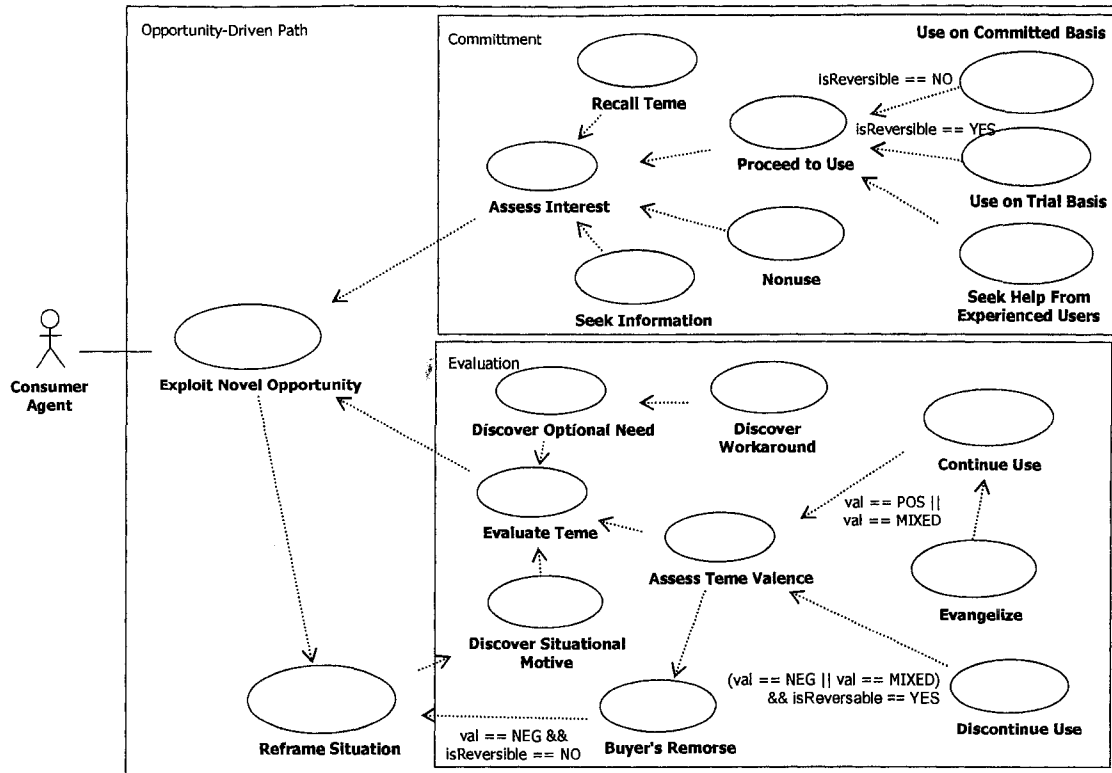 Opportunity-Driven Path
Committment
Use on Committed Basis
isReversible == NO
Recall Teme
isReversible == YES
Proceed to Use
Assess Interest
Use on Trial Basis
Nonuse
Seek Information
Seek Help From
Experienced Users
Consumer
Agent
Exploit Novel Opportunity
Evaluation
Discover Optional Need
Discover
Workaround
Continue Use
val == POS ||
val == MIXED
Evaluate Teme
Assess Teme Valence
Evangelize
Discover Situational
Motive
(val == NEG || val == MIXED)
&& isReversable == YES
Discontinue Use
Reframe Situation
val == NEG &&
isReversible == NO
Buyer's Remorse